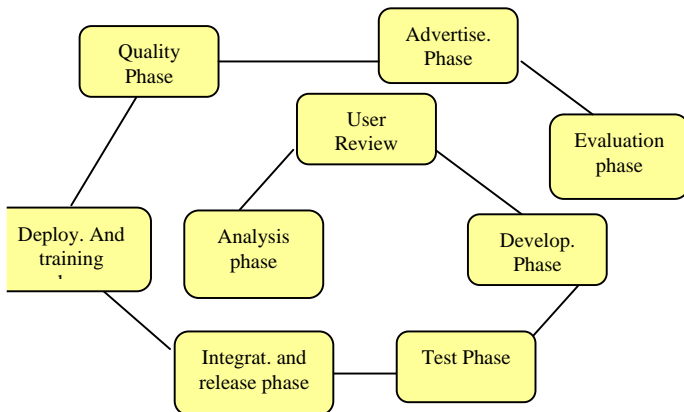 Quality
Phase
Advertise.
Phase
User
Review
Evaluation
phase
Deploy. And
training
Analysis
phase
Develop.
Phase
Integrat. and
release phase
Test Phase